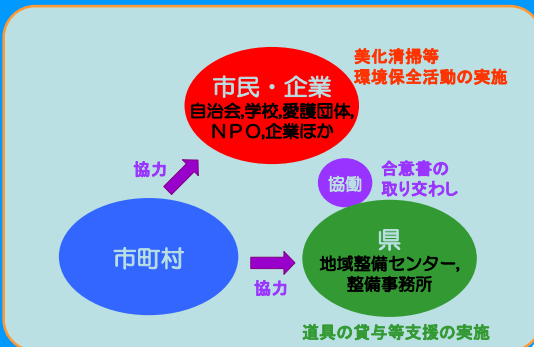 美化清掃等
環境保全活動の実施
市民・企業
自治会,学校,愛護団体,
NPO,企業ほか
協力
協働
合意書の
取り交わし
市町村
県
地域整備センター,
整備事務所
協力
道具の貸与等支援の実施